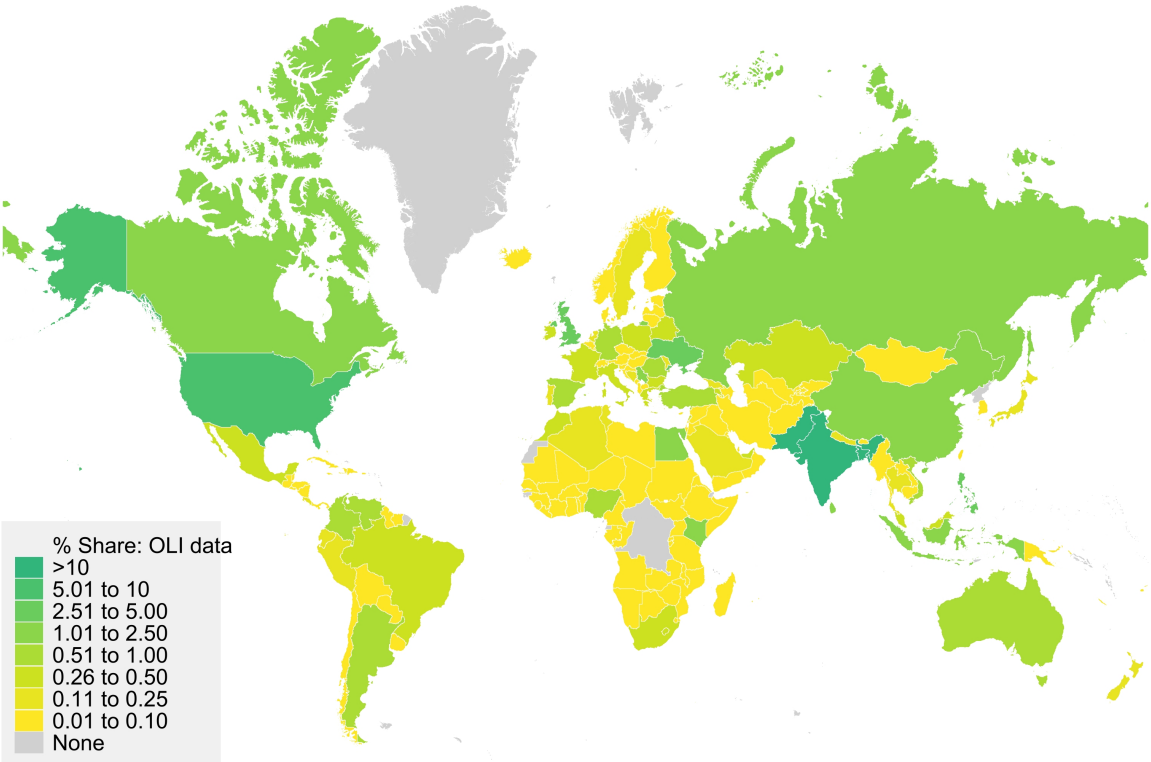 % Share: OLI data
>10
5.01 to 10
2.51 to 5.00
1.01 to 2.50
0.51 to 1.00
0.26 to 0.50
0.11 to 0.25
0.01 to 0.10
None